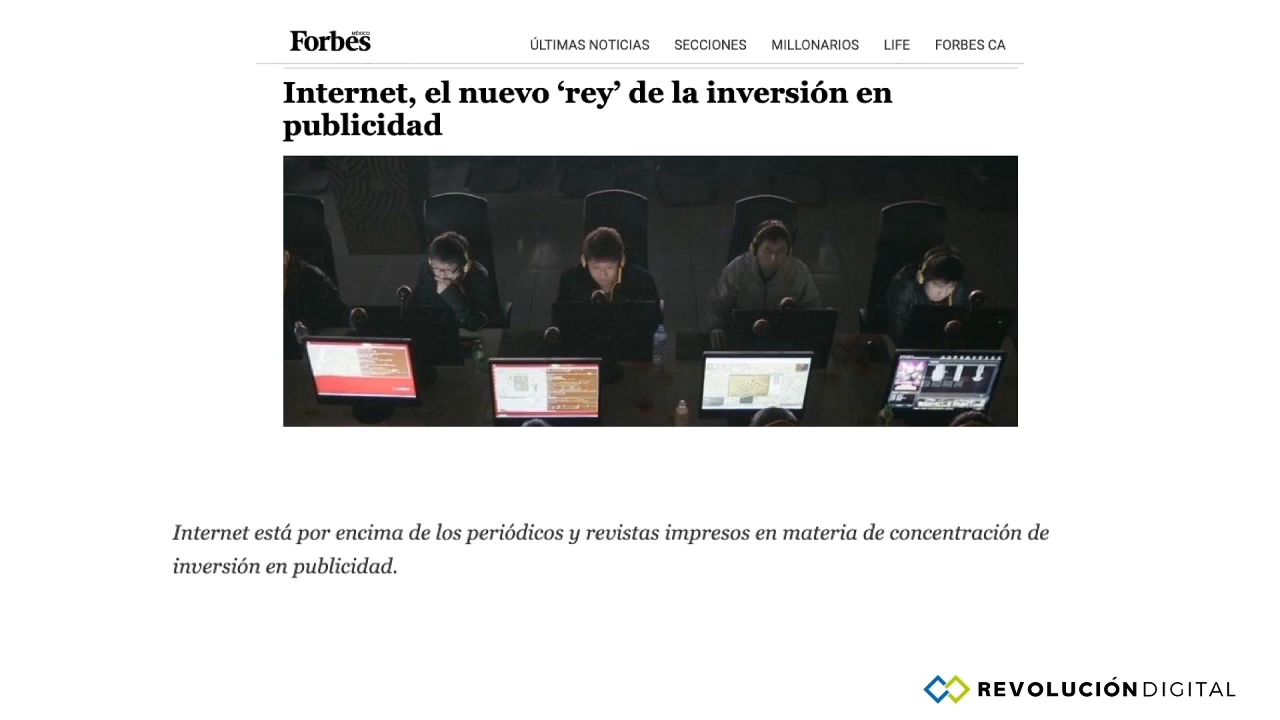 Forbes
MÉXICO
ÚLTIMAS NOTICIAS SECCIONES MILLONARIOS LIFE FORBES CA
Internet, el nuevo ‘rey’ de la inversión en
publicidad
Internet está por encima de los periódicos y revistas impresos en materia de concentración de
inversión en publicidad.
REVOLUCIÓN DIGITAL